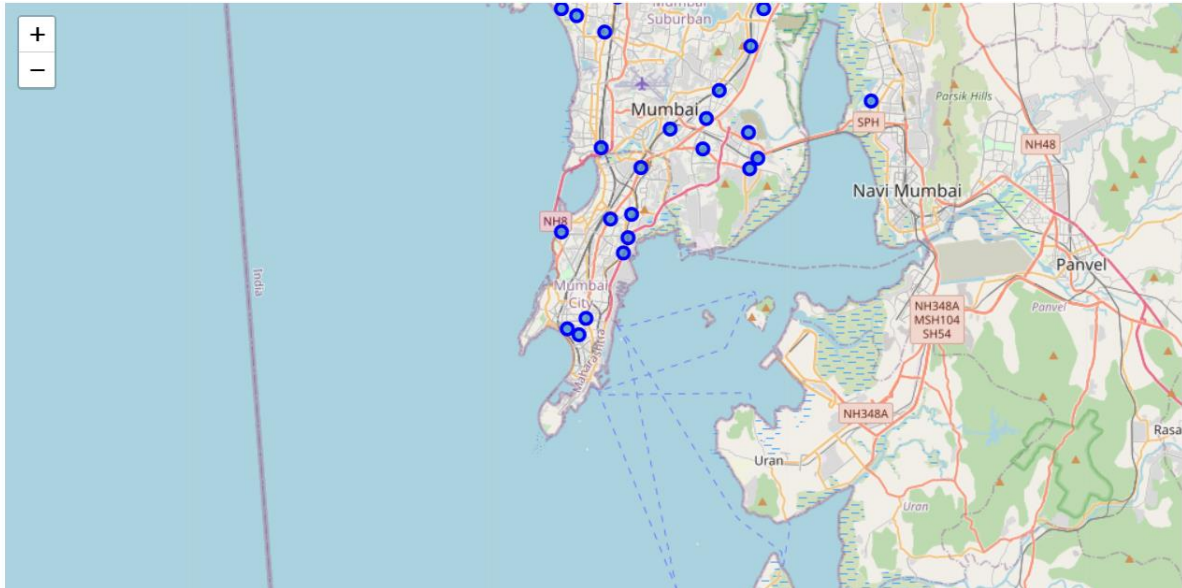 +
−
Mumbai
Suburban
Mumbai
Parsik Hills
SPH
NH48
Navi Mumbai
NH8
India
Panvel
Mumbai
City
Panvel
NH348A
MSH104
SH54
Maharashtra
NH348A
Rasa
Uran
Uran